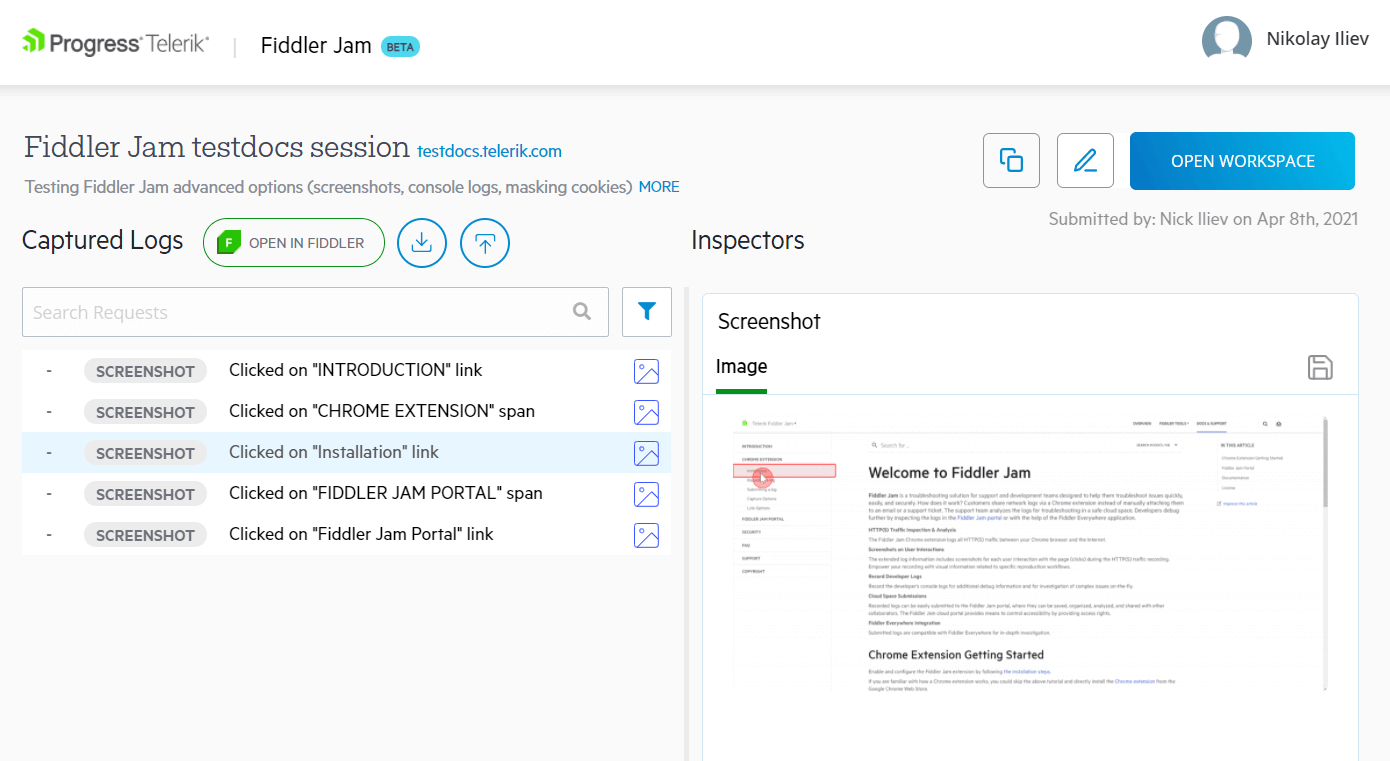 Progress Telerik
Fiddler Jam BETA
Nikolay Iliev
Fiddler Jam testdocs session testdocs.telerik.com
OPEN WORKSPACE
Testing Fiddler Jam advanced options (screenshots, console logs, masking cookies) MORE
Submitted by: Nick Iliev on Apr 8th, 2021
Captured Logs
F OPEN IN FIDDLER
Inspectors
Search Requests
- SCREENSHOT Clicked on "INTRODUCTION" link
- SCREENSHOT Clicked on "CHROME EXTENSION" span
- SCREENSHOT Clicked on "Installation" link
- SCREENSHOT Clicked on "FIDDLER JAM PORTAL" span
- SCREENSHOT Clicked on "Fiddler Jam Portal" link
Screenshot
Image
Telerik Fiddler Jam
OVERVIEW FIDDLER TOOLS DOCS & SUPPORT
INTRODUCTION
CHROME EXTENSION
Submitting a log
Capture Options
Link Options
FIDDLER JAM PORTAL
SECURITY
FAQ
SUPPORT
COPYRIGHT
Search for ...
Welcome to Fiddler Jam
Fiddler Jam is a troubleshooting solution for support and development teams designed to help them troubleshoot issues quickly,
easily, and securely. How does it work? Customers share network logs via a Chrome extension instead of manually attaching them
to an email or a support ticket. The support team analyzes the logs for troubleshooting in a safe cloud space. Developers debug
further by inspecting the logs in the Fiddler Jam portal or with the help of the Fiddler Everywhere application.
HTTP(S) Traffic Inspection & Analysis
The Fiddler Jam Chrome extension logs all HTTP(S) traffic between your Chrome browser and the Internet.
Screenshots on User Interactions
The extended log information includes screenshots for each user interaction with the page (clicks) during the HTTP(S) traffic recording.
Empower your recording with visual information related to specific reproduction workflows.
Record Developer Logs
Record the developer's console logs for additional debug information and for investigation of complex issues on-the-fly.
Cloud Space Submissions
Recorded logs can be easily submitted to the Fiddler Jam portal, where they can be saved, organized, analyzed, and shared with other
collaborators. The Fiddler Jam cloud portal provides means to control accessibility by providing access rights.
Fiddler Everywhere Integration
Submitted logs are compatible with Fiddler Everywhere for in-depth investigation.
Chrome Extension Getting Started
Enable and configure the Fiddler Jam extension by following the installation steps.
If you are familiar with how a Chrome extension works, you could skip the above tutorial and directly install the Chrome extension from the
Google Chrome Web Store.
IN THIS ARTICLE
Chrome Extension Getting Started
Fiddler Jam Portal
Documentation
License
Improve this article